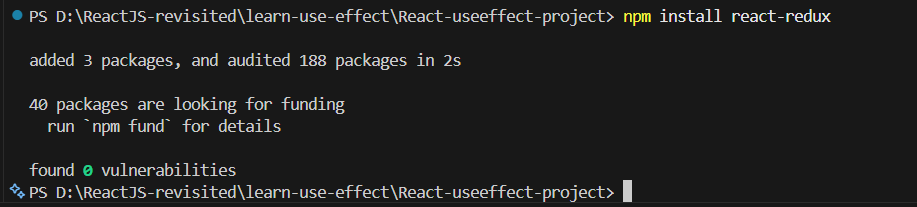 PS D:\ReactJS-revisited\learn-use-effect\React-useeffect-project> npm install react-redux
added 3 packages, and audited 188 packages in 2s
40 packages are looking for funding
  run `npm fund` for details
found 0 vulnerabilities
PS D:\ReactJS-revisited\learn-use-effect\React-useeffect-project>